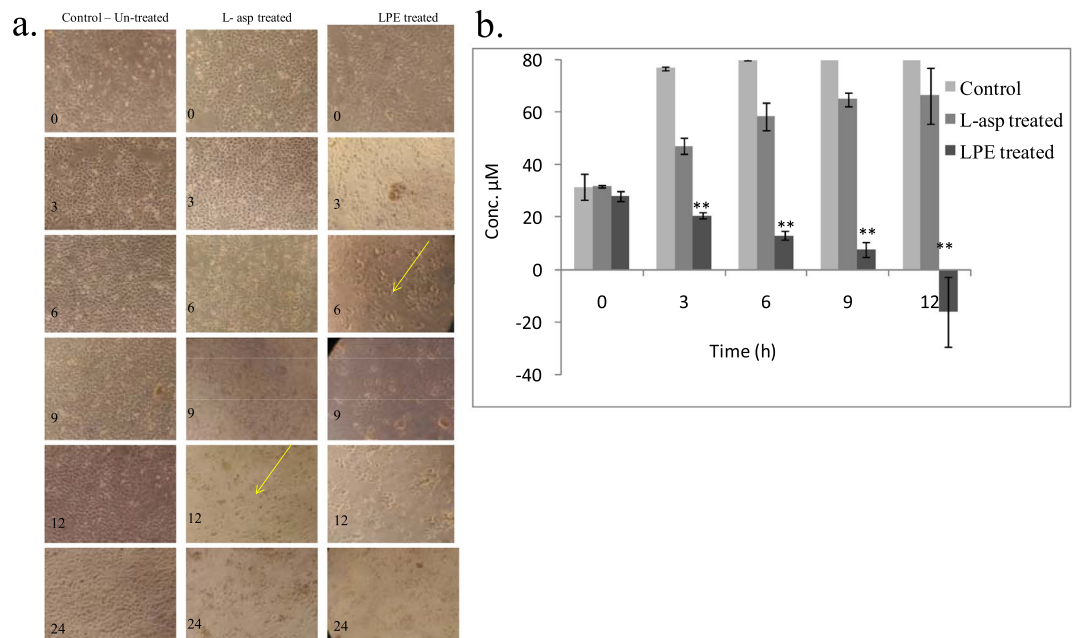 a.
Control – Un-treated L- asp treated LPE treated
0 0 0
3 3 3
6 6 6
9 9 9
12 12 12
24 24 24
b.
80
60
40
20
0
-20
-40
Conc. µM
** ** ** **
0 3 6 9 12
Time (h)
Control
L-asp treated
LPE treated